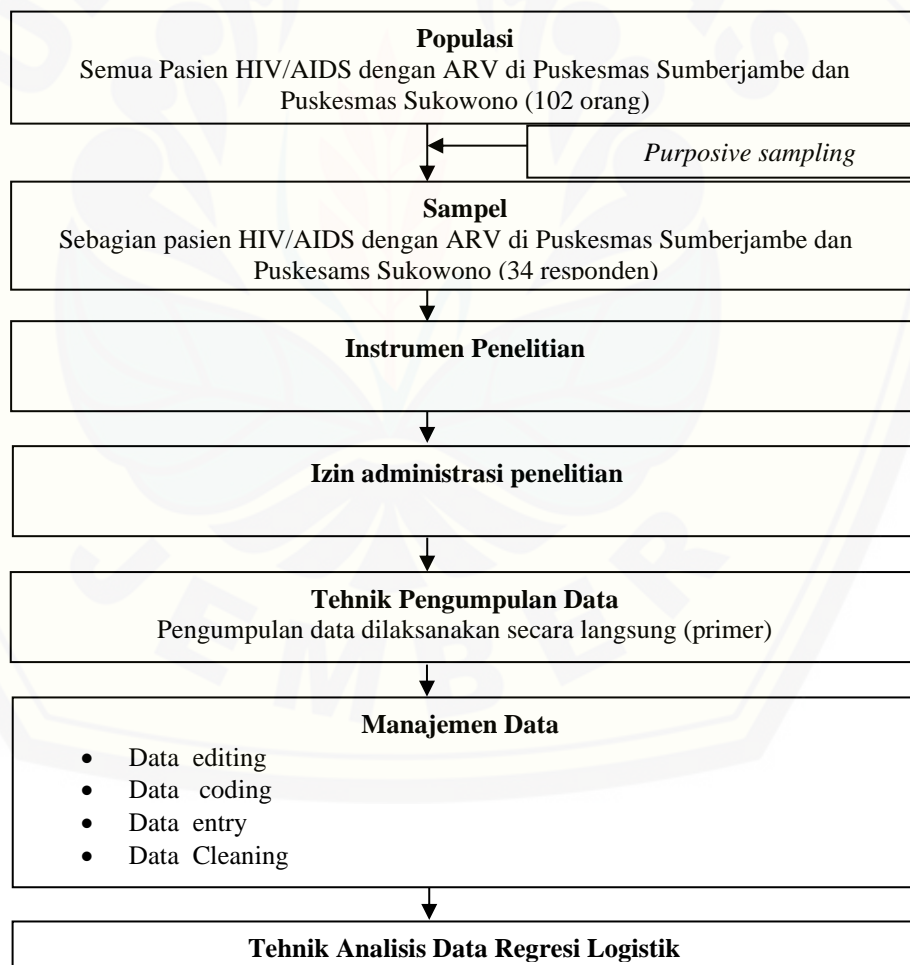 Populasi
Semua Pasien HIV/AIDS dengan ARV di Puskesmas Sumberjambe dan
Puskesmas Sukowono (102 orang)
Purposive sampling
Sampel
Sebagian pasien HIV/AIDS dengan ARV di Puskesmas Sumberjambe dan
Puskesams Sukowono (34 responden)
Instrumen Penelitian
Izin administrasi penelitian
Tehnik Pengumpulan Data
Pengumpulan data dilaksanakan secara langsung (primer)
Manajemen Data
• Data editing
• Data coding
• Data entry
• Data Cleaning
Tehnik Analisis Data Regresi Logistik
JEMBER